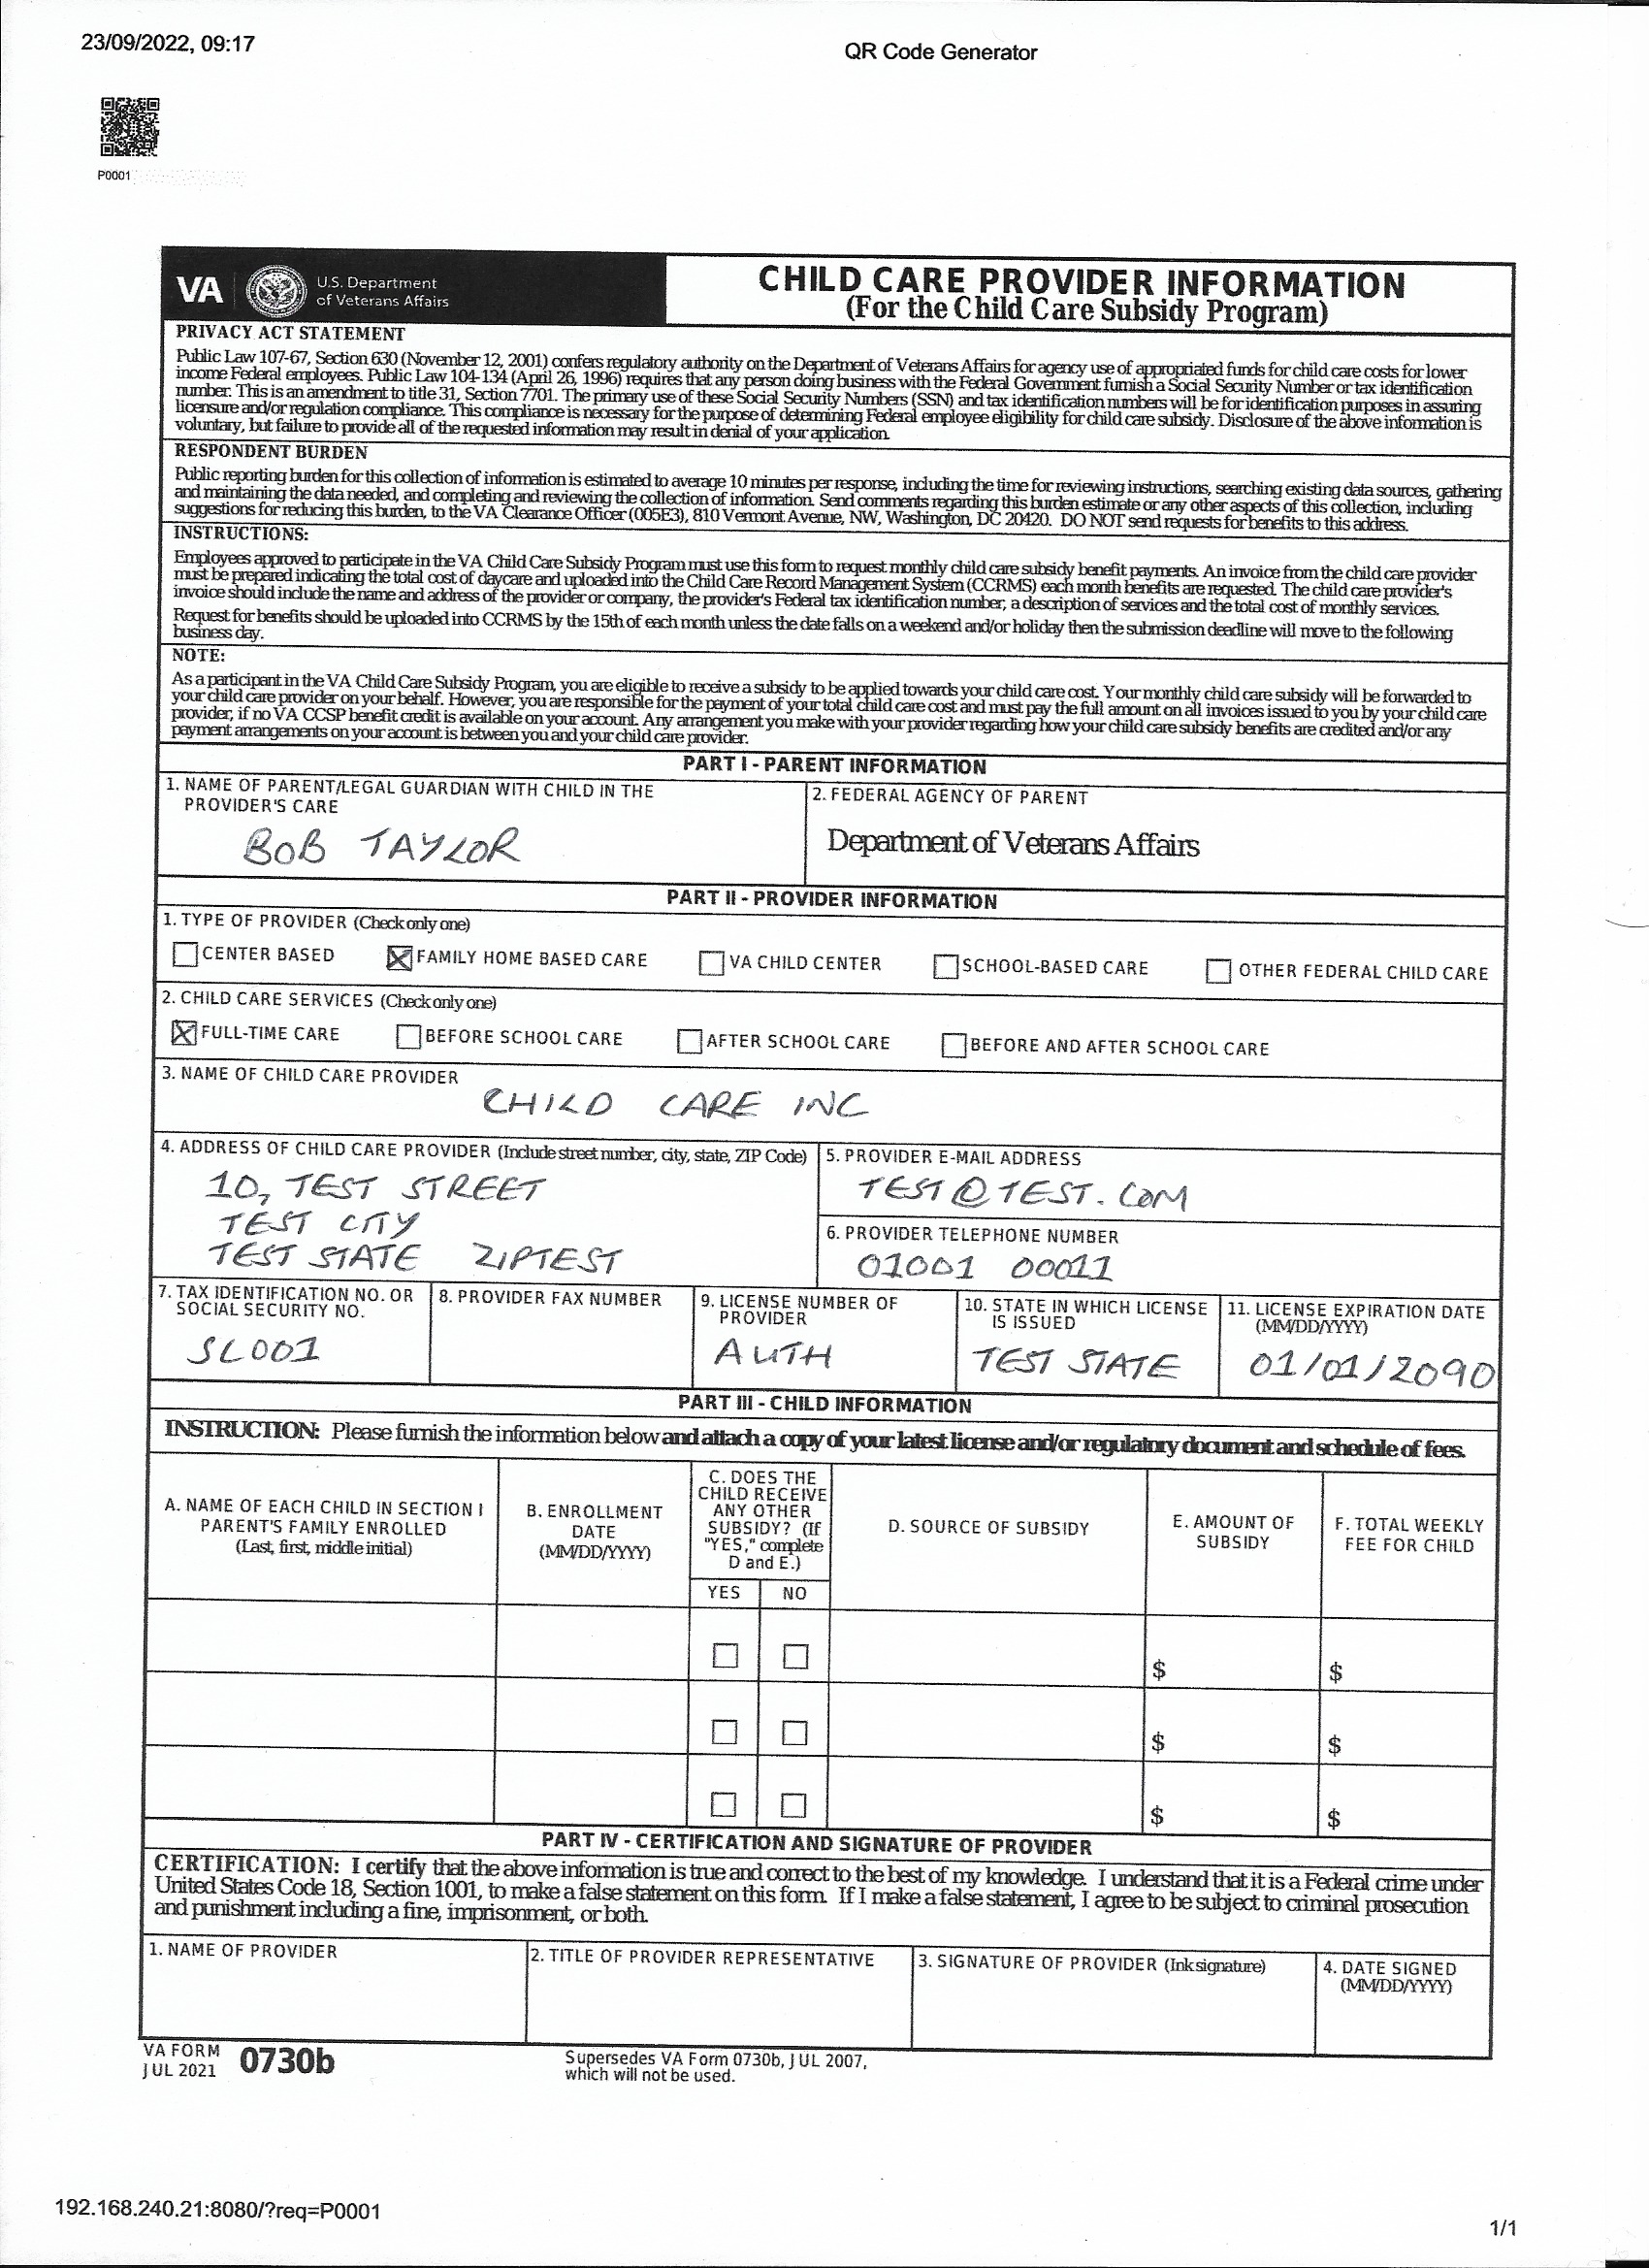 23/09/2022, 09:17
QR Code Generator
P0001
VA
U.S. Department
of Veterans Affairs
CHILD CARE PROVIDER INFORMATION
(For the Child Care Subsidy Program)
PRIVACY ACT STATEMENT
Public Law 107-67, Section 630 (November 12, 2001) confers regulatory authority on the Department of Veterans Affairs for agency use of appropriated funds for child care costs for lower
income Federal employees. Public Law 104-134 (April 26, 1996) requires that any person doing business with the Federal Government furnish a Social Security Number or tax identification
number. This is an amendment to title 31, Section 7701. The primary use of these Social Security Numbers (SSN) and tax identification numbers will be for identification purposes in assuring
licensure and/or regulation compliance. This compliance is necessary for the purpose of determining Federal employee eligibility for child care subsidy. Disclosure of the above information is
voluntary, but failure to provide all of the requested information may result in denial of your application.
RESPONDENT BURDEN
Public reporting burden for this collection of information is estimated to average 10 minutes per response, including the time for reviewing instructions, searching existing data sources, gathering
and maintaining the data needed, and completing and reviewing the collection of information. Send comments regarding this burden estimate or any other aspects of this collection, including
suggestions for reducing this burden, to the VA Clearance Officer (005E3), 810 Vermont Avenue, NW, Washington, DC 20420. DO NOT send requests for benefits to this address.
INSTRUCTIONS:
Employees approved to participate in the VA Child Care Subsidy Program must use this form to request monthly child care subsidy benefit payments. An invoice from the child care provider
must be prepared indicating the total cost of daycare and uploaded into the Child Care Record Management System (CCRMS) each month benefits are requested. The child care provider's
invoice should include the name and address of the provider or company, the provider's Federal tax identification number, a description of services and the total cost of monthly services.
Request for benefits should be uploaded into CCRMS by the 15th of each month unless the date falls on a weekend and/or holiday then the submission deadline will move to the following
business day.
NOTE:
As a participant in the VA Child Care Subsidy Program, you are eligible to receive a subsidy to be applied towards your child care cost. Your monthly child care subsidy will be forwarded to
your child care provider on your behalf. However, you are responsible for the payment of your total child care cost and must pay the full amount on all invoices issued to you by your child care
provider, if no VA CCSP benefit credit is available on your account. Any arrangement you make with your provider regarding how your child care subsidy benefits are credited and/or any
payment arrangements on your account is between you and your child care provider.
PART I - PARENT INFORMATION
1. NAME OF PARENT/LEGAL GUARDIAN WITH CHILD IN THE
PROVIDER'S CARE
BOB TAYLOR
2. FEDERAL AGENCY OF PARENT
Department of Veterans Affairs
PART II - PROVIDER INFORMATION
1. TYPE OF PROVIDER (Check only one)
CENTER BASED FAMILY HOME BASED CARE VA CHILD CENTER SCHOOL-BASED CARE OTHER FEDERAL CHILD CARE
2. CHILD CARE SERVICES (Check only one)
FULL-TIME CARE BEFORE SCHOOL CARE AFTER SCHOOL CARE BEFORE AND AFTER SCHOOL CARE
3. NAME OF CHILD CARE PROVIDER
CHILD CARE INC
4. ADDRESS OF CHILD CARE PROVIDER (Include street number, city, state, ZIP Code)
10, TEST STREET
TEST CITY
TEST STATE ZIPTEST
5. PROVIDER E-MAIL ADDRESS
TEST@TEST.COM
6. PROVIDER TELEPHONE NUMBER
01001 00011
7. TAX IDENTIFICATION NO. OR
SOCIAL SECURITY NO.
SL001
8. PROVIDER FAX NUMBER
9. LICENSE NUMBER OF
PROVIDER
AUTH
10. STATE IN WHICH LICENSE
IS ISSUED
TEST STATE
11. LICENSE EXPIRATION DATE
(MM/DD/YYYY)
01/01/2090
PART III - CHILD INFORMATION
INSTRUCTION: Please furnish the information below and attach a copy of your latest license and/or regulatory document and schedule of fees.
A. NAME OF EACH CHILD IN SECTION I
PARENT'S FAMILY ENROLLED
(Last, first, middle initial)
B. ENROLLMENT
DATE
(MM/DD/YYYY)
C. DOES THE
CHILD RECEIVE
ANY OTHER
SUBSIDY? (If
"YES," complete
D and E.)
YES NO
D. SOURCE OF SUBSIDY
E. AMOUNT OF
SUBSIDY
F. TOTAL WEEKLY
FEE FOR CHILD
$ $
$ $
$ $
PART IV - CERTIFICATION AND SIGNATURE OF PROVIDER
CERTIFICATION: I certify that the above information is true and correct to the best of my knowledge. I understand that it is a Federal crime under
United States Code 18, Section 1001, to make a false statement on this form. If I make a false statement, I agree to be subject to criminal prosecution
and punishment including a fine, imprisonment, or both.
1. NAME OF PROVIDER
2. TITLE OF PROVIDER REPRESENTATIVE
3. SIGNATURE OF PROVIDER (Ink signature)
4. DATE SIGNED
(MM/DD/YYYY)
VA FORM
JUL 2021
0730b
Supersedes VA Form 0730b, JUL 2007,
which will not be used.
192.168.240.21:8080/?req=P0001
1/1